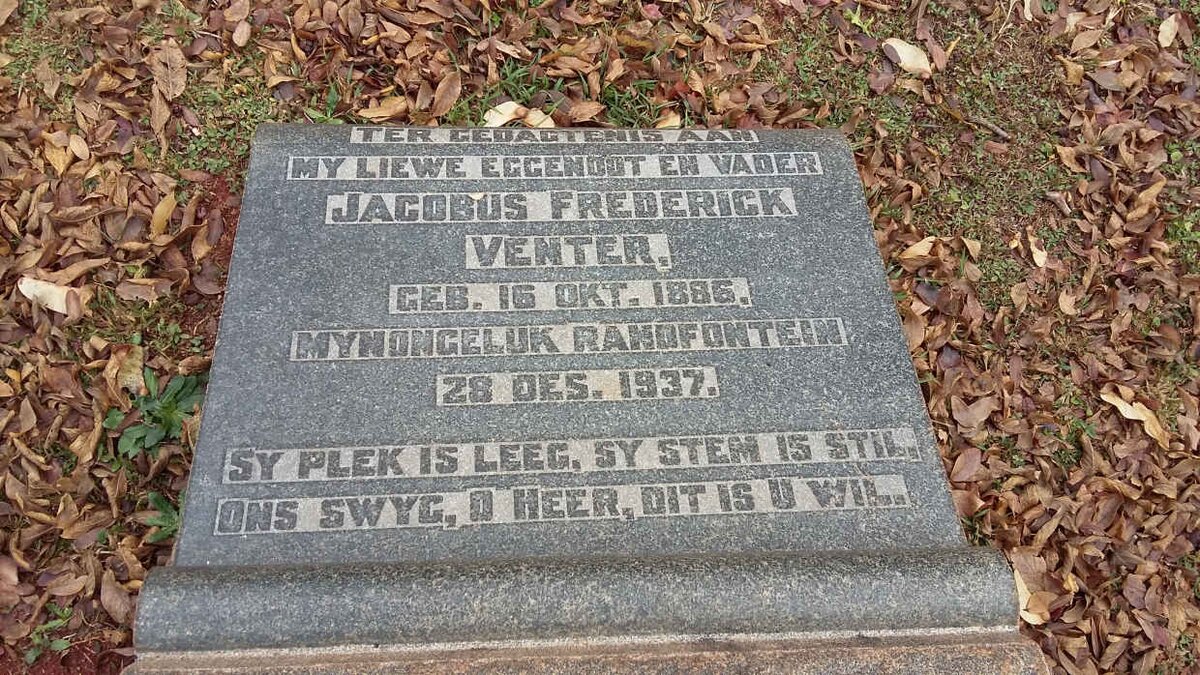 TER GEDAGTENIS AAN
MY LIEWE EGGENOOT EN VADER
JACOBUS FREDERICK
VENTER,
GEB. 16 OKT. 1886.
MYNONGELUK RANDFONTEIN
28 DES. 1937.
SY PLEK IS LEEG, SY STEM IS STIL,
ONS SWYG, O HEER, DIT IS U WIL.